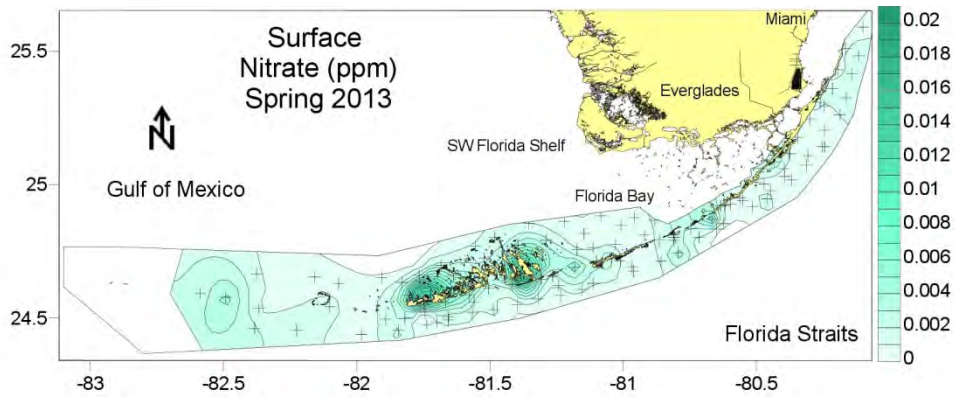 Surface
Nitrate (ppm)
Spring 2013
Miami
Everglades
SW Florida Shelf
N
Gulf of Mexico
Florida Bay
Florida Straits
25.5
25
24.5
-83
-82.5
-82
-81.5
-81
-80.5
0.02
0.018
0.016
0.014
0.012
0.01
0.008
0.006
0.004
0.002
0